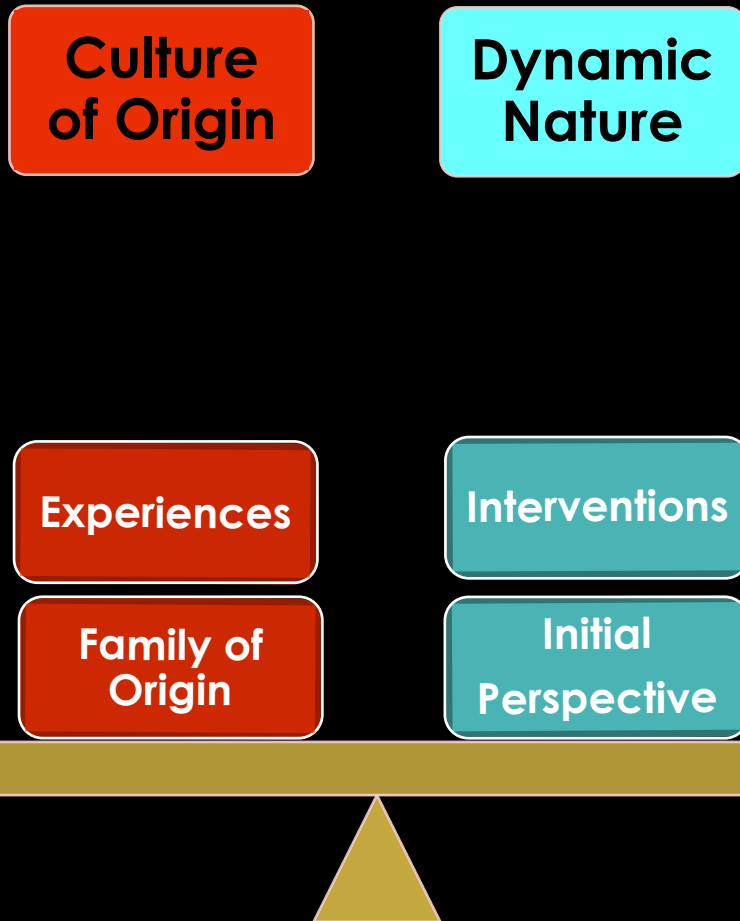 Culture
of Origin
Dynamic
Nature
Experiences
Interventions
Family of
Origin
Initial
Perspective